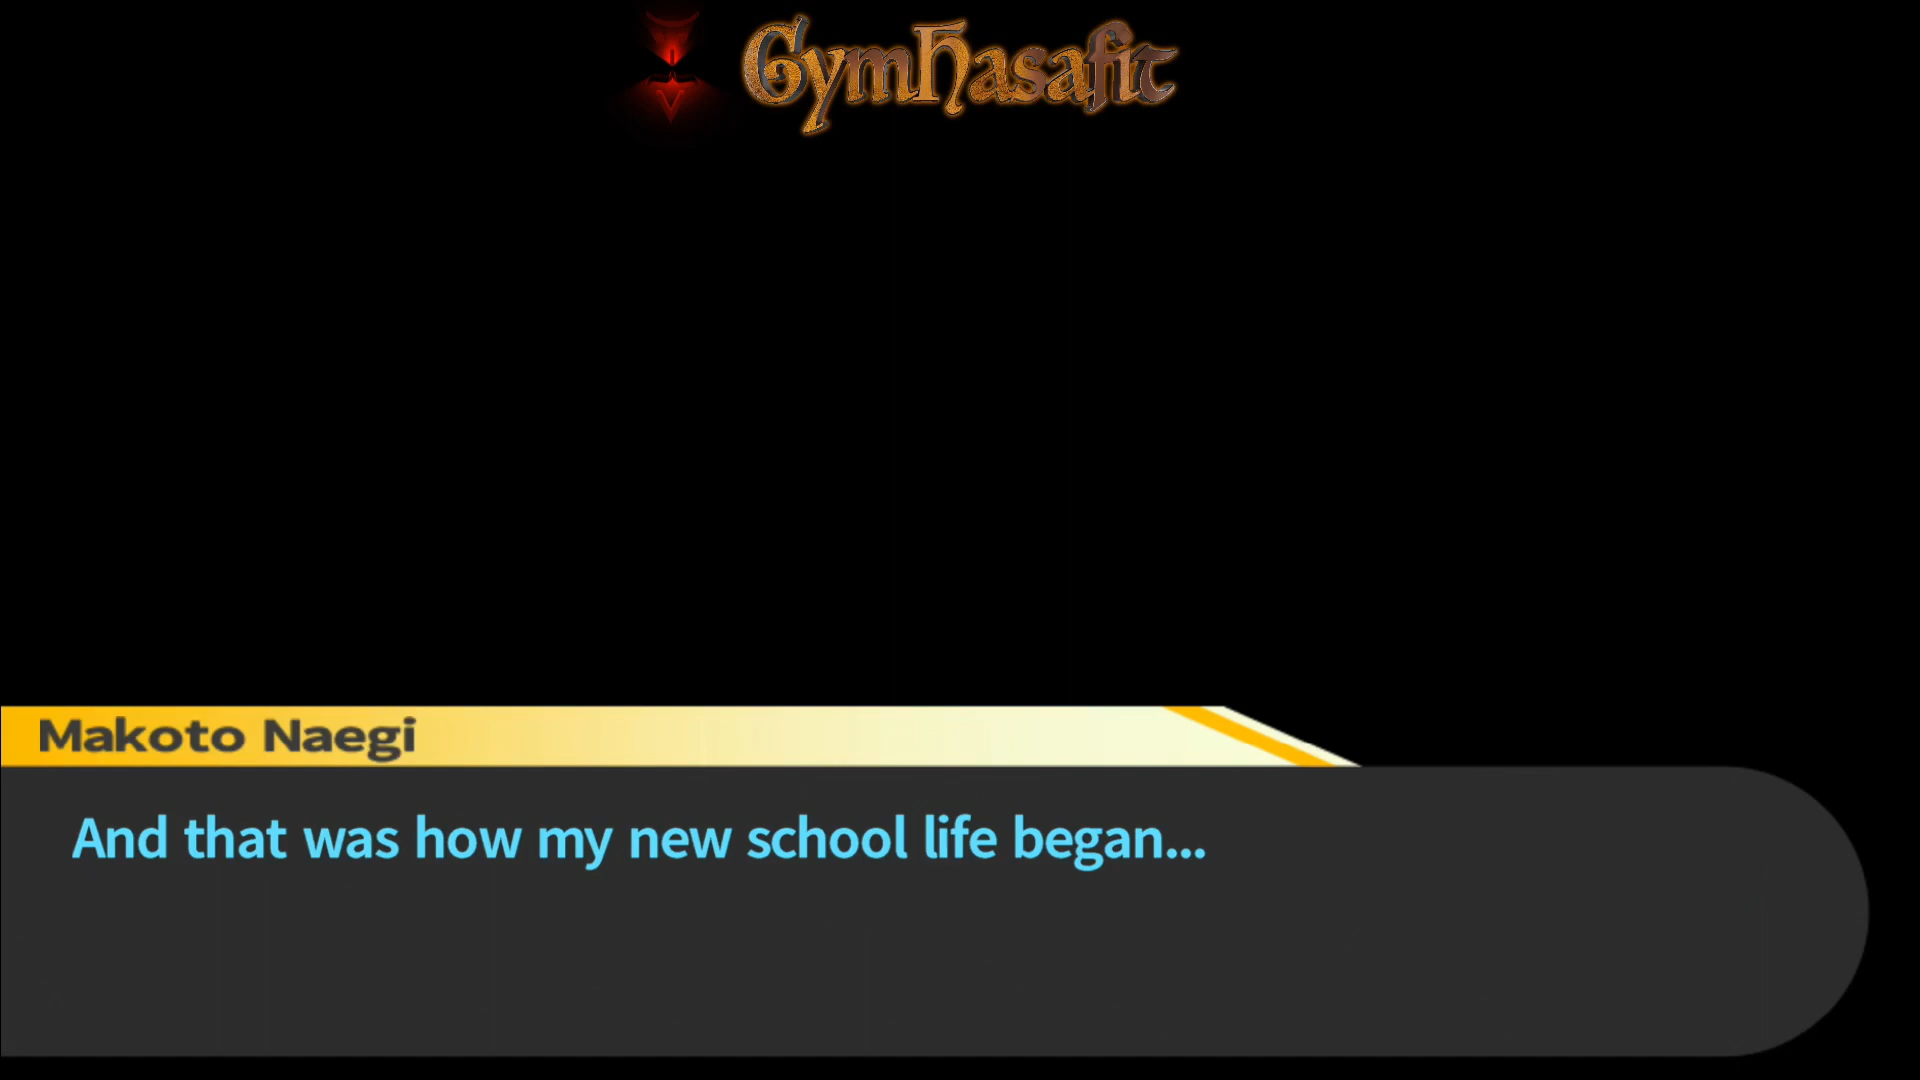 GymHasafit
Makoto Naegi
And that was how my new school life began...